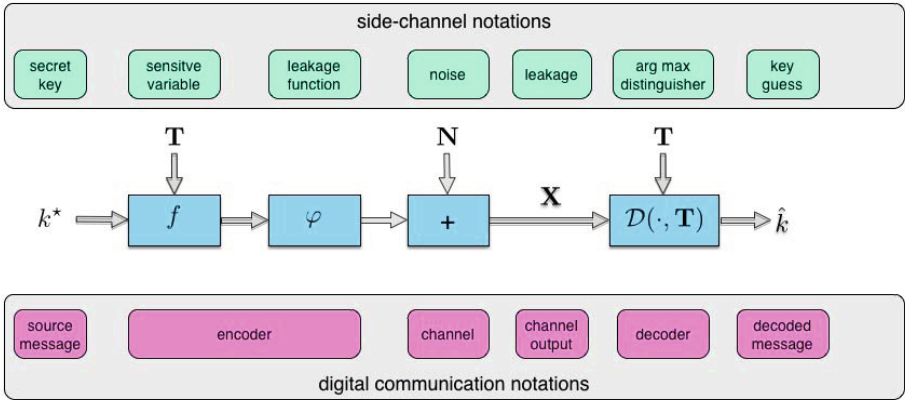 side-channel notations
secret key
sensitve variable
leakage function
noise
leakage
arg max distinguisher
key guess
T
N
T
k⋆
f
φ
+
X
D(·, T)
k̂
source message
encoder
channel
channel output
decoder
decoded message
digital communication notations